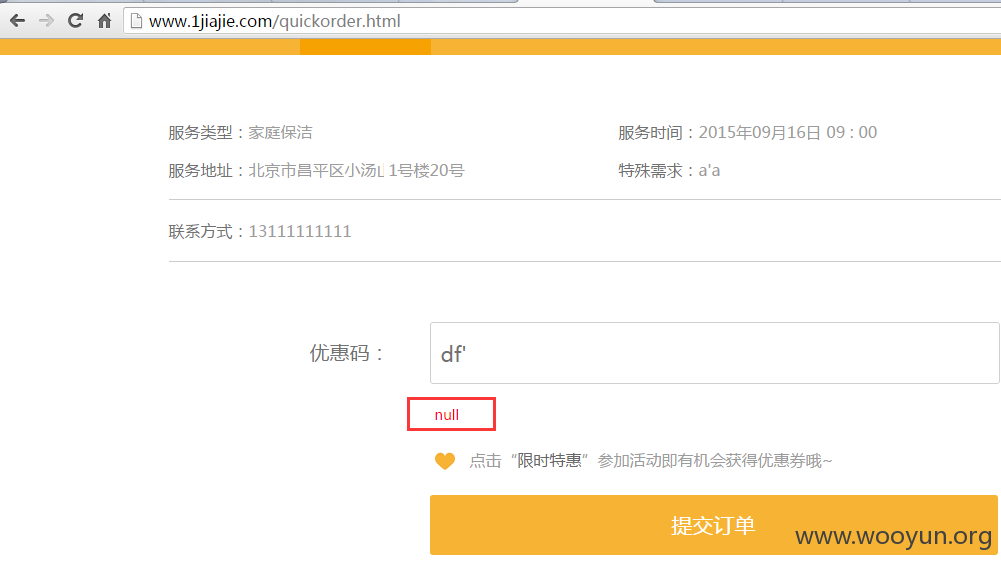 www.1jiajie.com/quickorder.html
服务类型：家庭保洁 服务时间：2015年09月16日 09 : 00
服务地址：北京市昌平区小汤 1号楼20号 特殊需求：a'a
联系方式：13111111111
优惠码： df'
null
点击“限时特惠”参加活动即有机会获得优惠券哦~
提交订单
www.wooyun.org